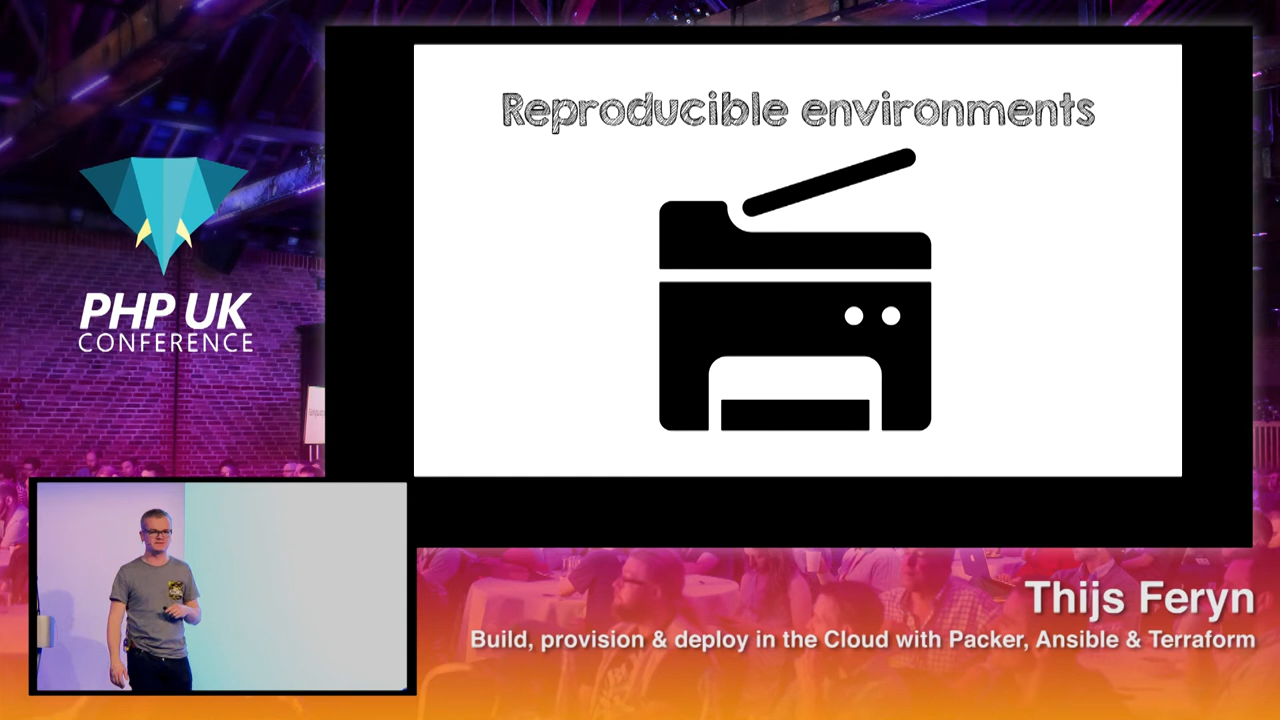 Reproducible environments
PHP UK
CONFERENCE
Thijs Feryn
Build, provision & deploy in the Cloud with Packer, Ansible & Terraform